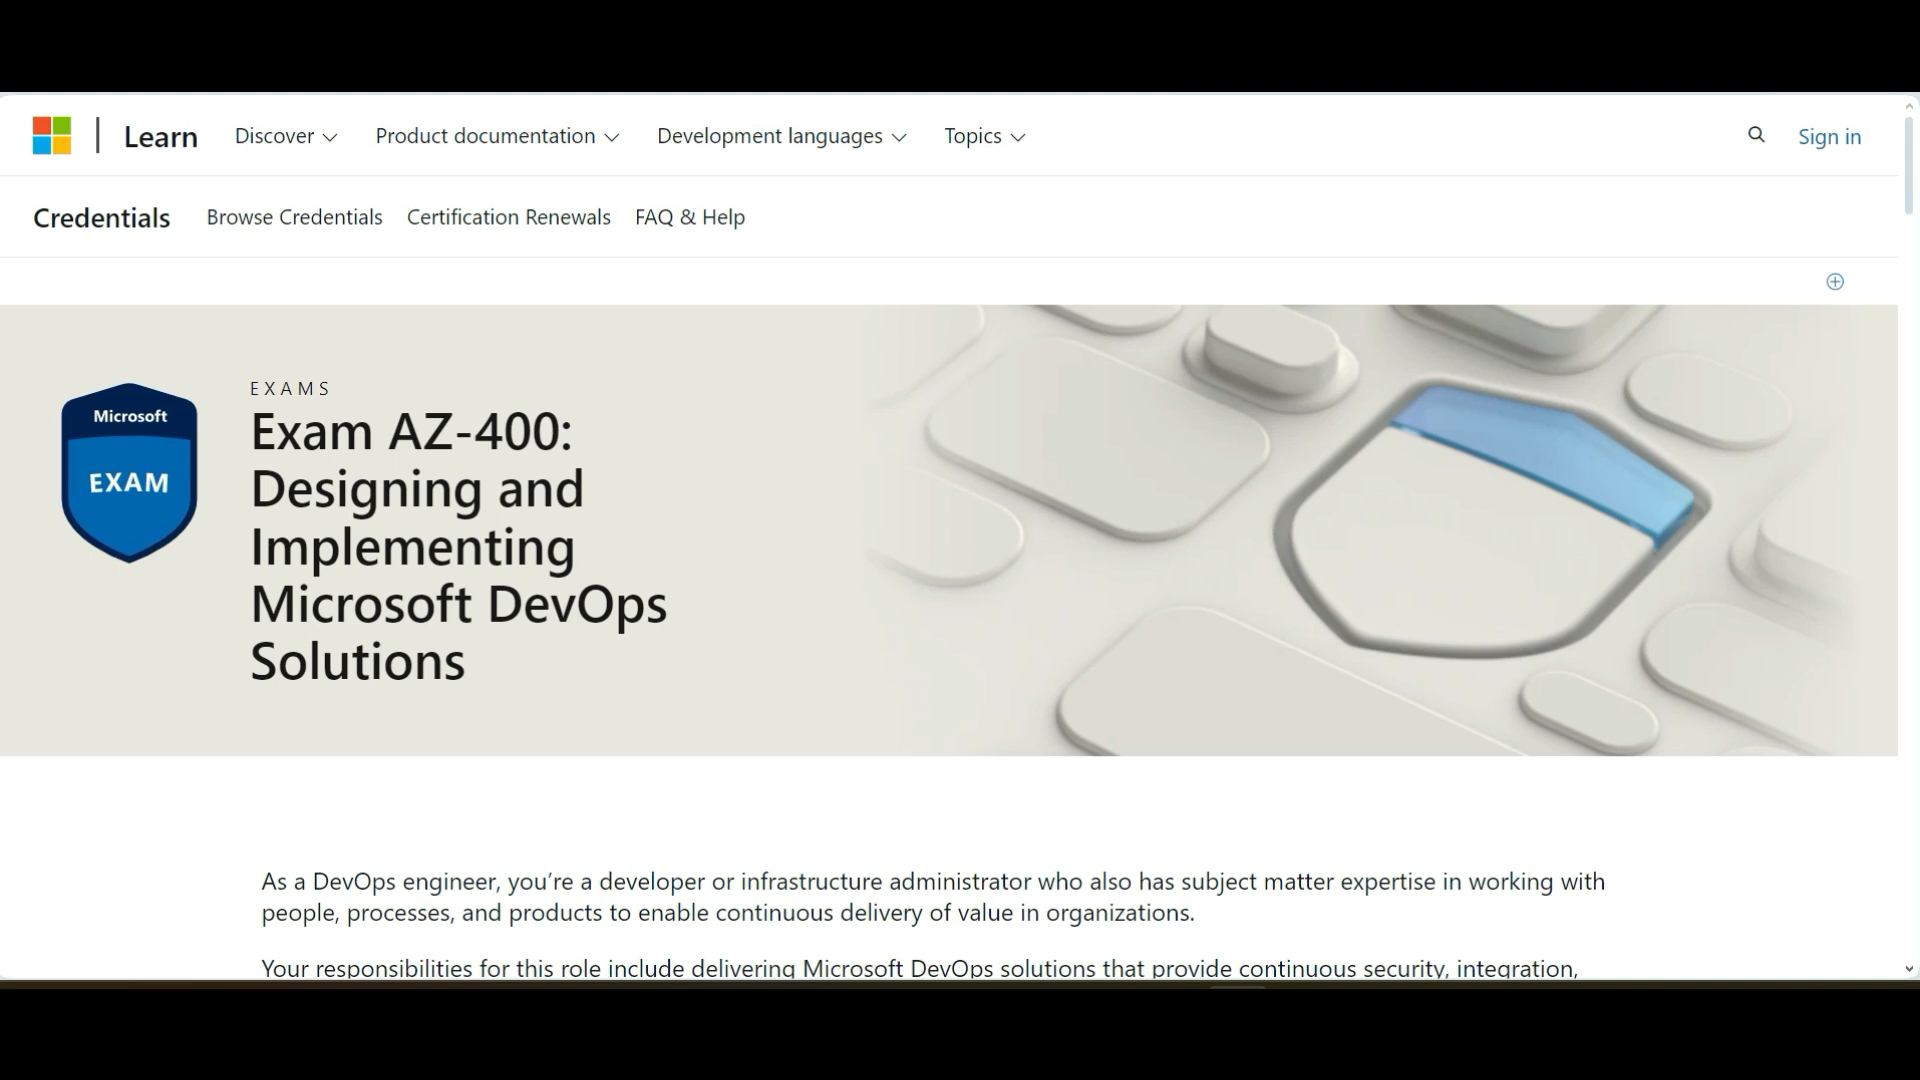 Learn Discover Product documentation Development languages Topics Sign in
Credentials Browse Credentials Certification Renewals FAQ & Help
Microsoft
EXAM
EXAMS
Exam AZ-400:
Designing and
Implementing
Microsoft DevOps
Solutions
As a DevOps engineer, you’re a developer or infrastructure administrator who also has subject matter expertise in working with
people, processes, and products to enable continuous delivery of value in organizations.
Your responsibilities for this role include delivering Microsoft DevOps solutions that provide continuous security, integration,